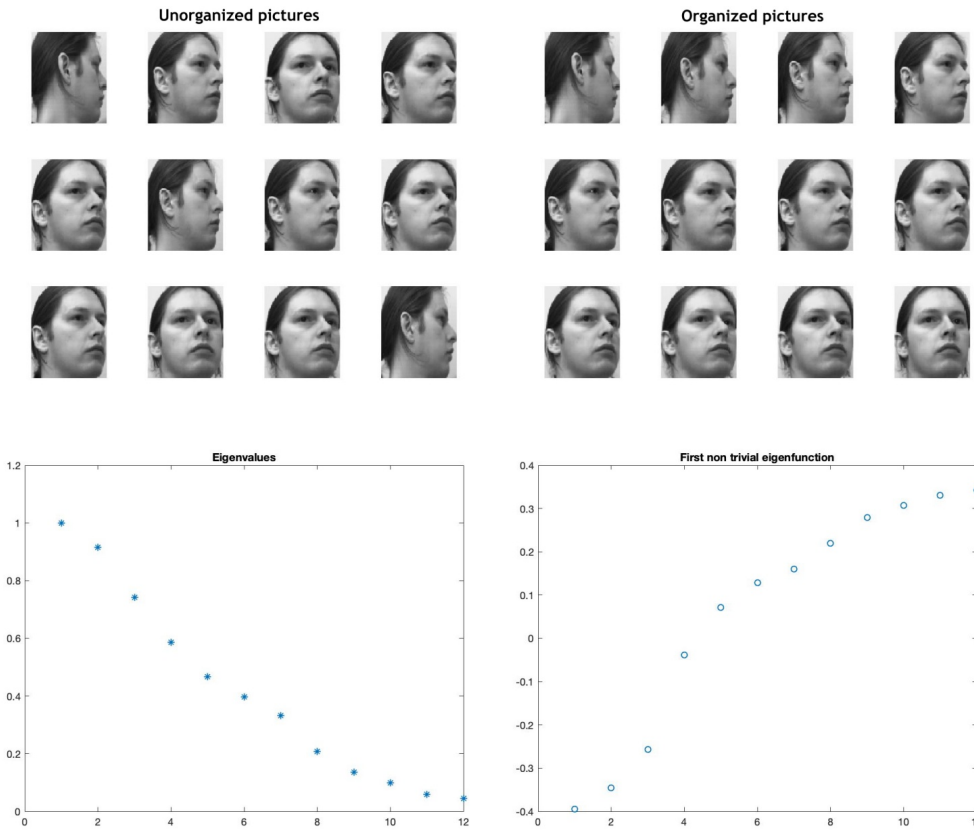 Unorganized pictures
Organized pictures
Eigenvalues
1.2
1
0.8
0.6
0.4
0.2
0
0 2 4 6 8 10 12
First non trivial eigenfunction
0.4
0.3
0.2
0.1
0
-0.1
-0.2
-0.3
-0.4
0 2 4 6 8 10